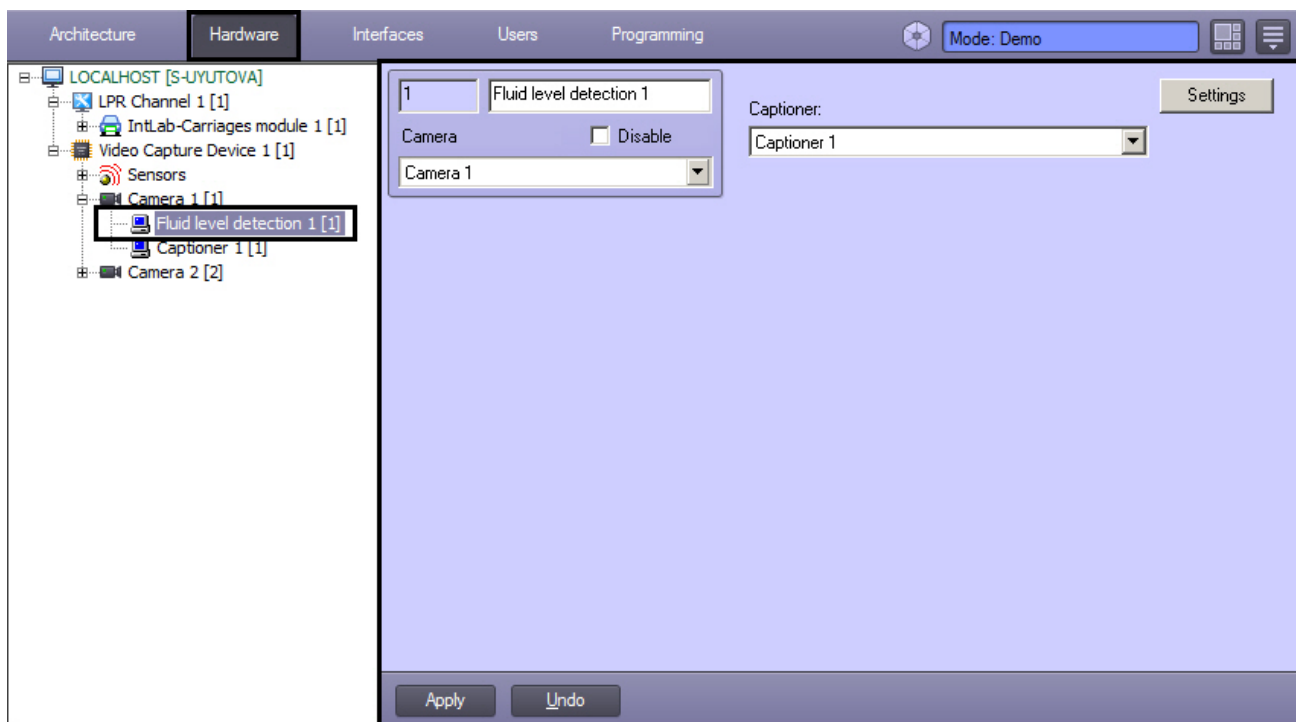 Architecture Hardware Interfaces Users Programming Mode: Demo
LOCALHOST [S-UYUTOVA]
LPR Channel 1 [1]
IntLab-Carriages module 1 [1]
Video Capture Device 1 [1]
Sensors
Camera 1 [1]
Fluid level detection 1 [1]
Captioner 1 [1]
Camera 2 [2]
1 Fluid level detection 1
Camera Disable
Camera 1
Captioner:
Captioner 1
Settings
Apply Undo